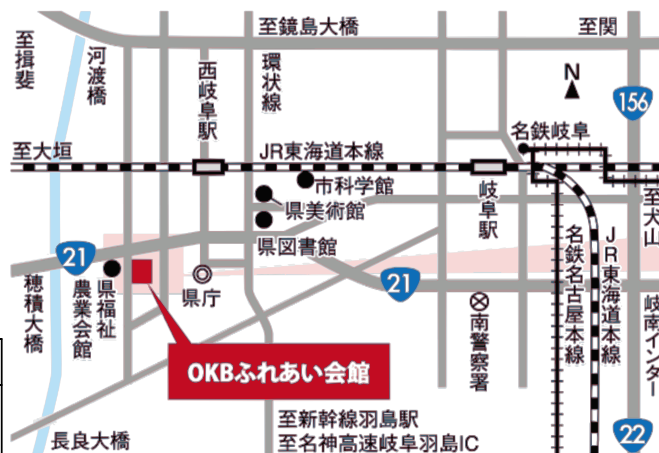 至鏡島大橋
至関
至揖斐
河渡橋
西岐阜駅
環状線
N
156
名鉄岐阜
至大垣
JR東海道本線
市科学館
県美術館
県図書館
岐阜駅
至犬山
21
穂積大橋
県福祉
農業会館
県庁
21
南警察署
名鉄名古屋本線
JR東海道本線
岐南インター
OKBふれあい会館
至新幹線羽島駅
至名神高速岐阜羽島IC
長良大橋
22